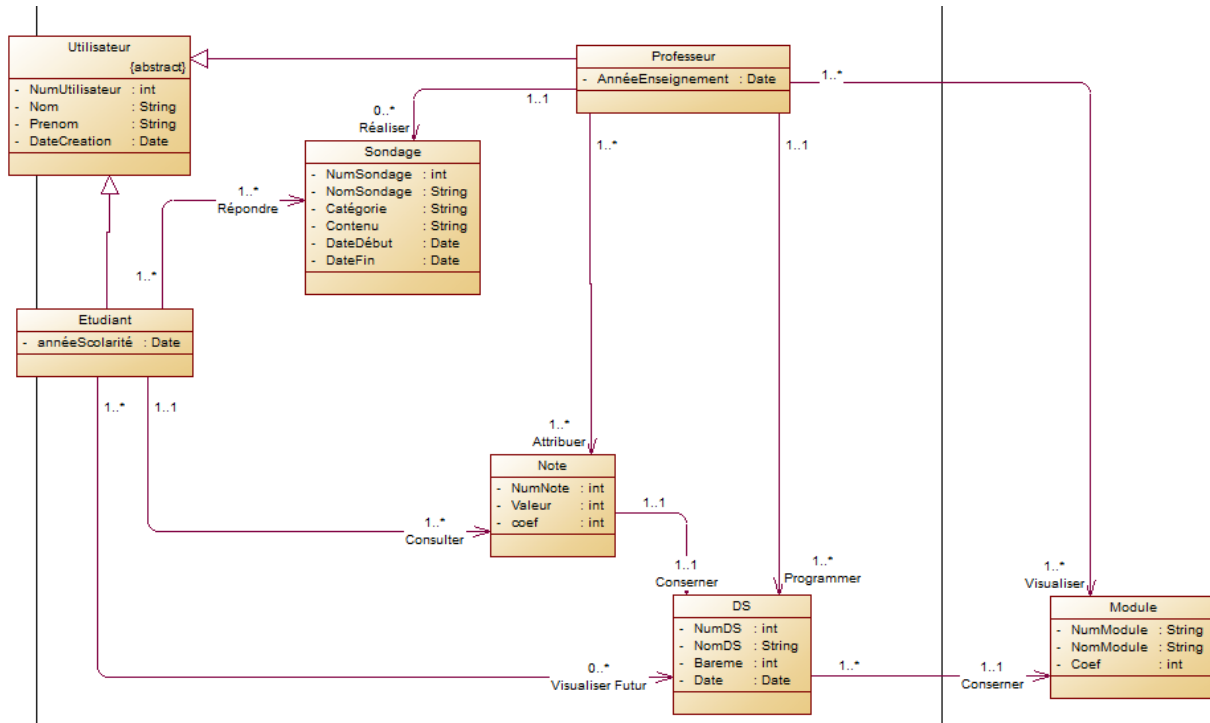 Utilisateur
{abstract}
- NumUtilisateur : int
- Nom : String
- Prenom : String
- DateCreation : Date
Professeur
- AnnéeEnseignement : Date
1..1
1..*
0..*
Réaliser
1..*
1..1
Sondage
- NumSondage : int
- NomSondage : String
- Catégorie : String
- Contenu : String
- DateDébut : Date
- DateFin : Date
1..*
Répondre
1..*
Etudiant
- annéeScolarité : Date
1..*
1..1
1..*
Attribuer
Note
- NumNote : int
- Valeur : int
- coef : int
1..1
1..*
Consulter
1..1
Conserner
1..*
Programmer
1..*
Visualiser
DS
- NumDS : int
- NomDS : String
- Bareme : int
- Date : Date
Module
- NumModule : String
- NomModule : String
- Coef : int
0..*
Visualiser Futur
1..*
1..1
Conserner